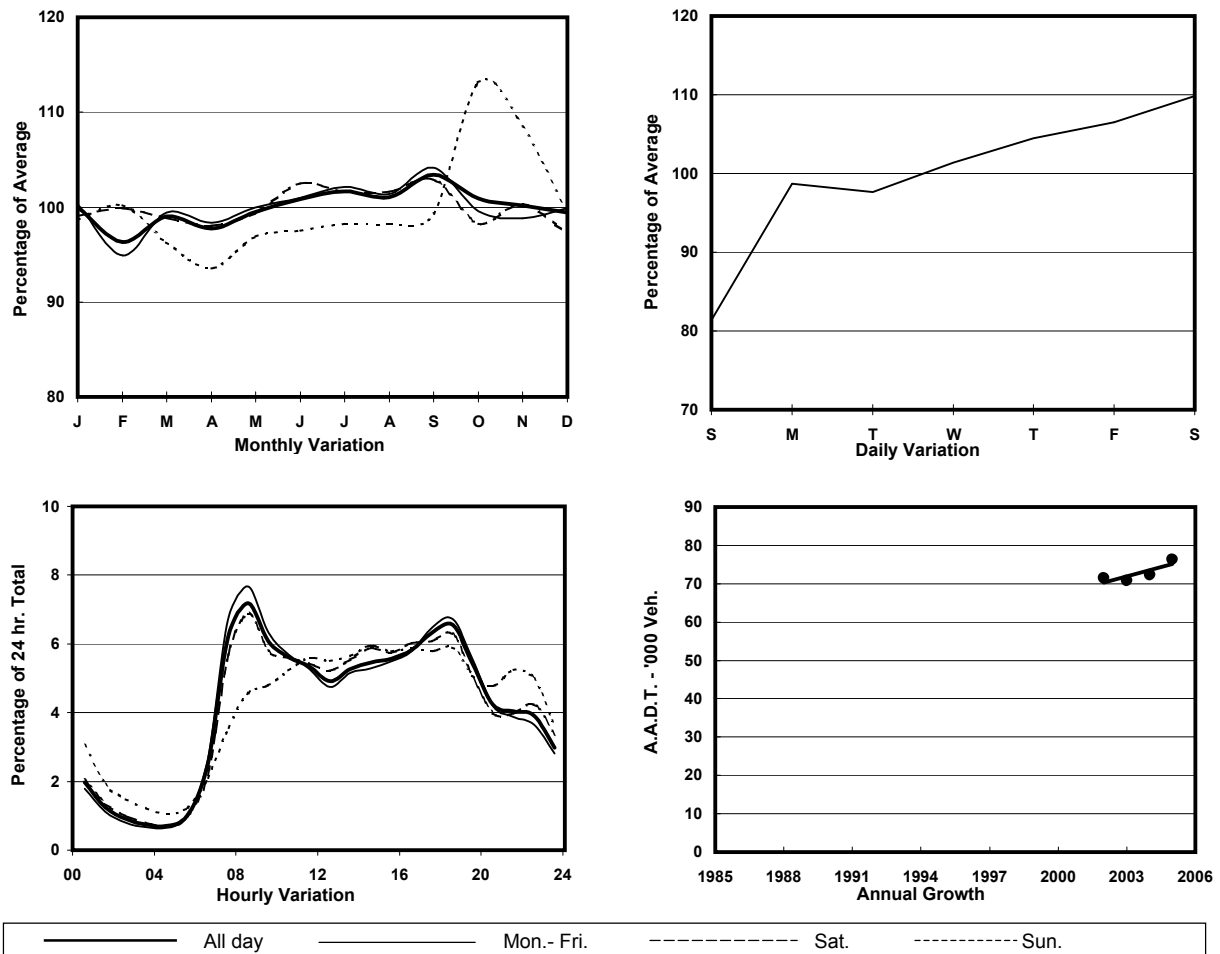 120
110
100
90
80
Percentage of Average
J F M A M J J A S O N D
Monthly Variation
120
110
100
90
80
70
Percentage of Average
S M T W T F S
Daily Variation
10
8
6
4
2
0
Percentage of 24 hr. Total
00 04 08 12 16 20 24
Hourly Variation
90
80
70
60
50
40
30
20
10
0
A.A.D.T. - '000 Veh.
1985 1988 1991 1994 1997 2000 2003 2006
Annual Growth
All day Mon.- Fri. Sat. Sun.